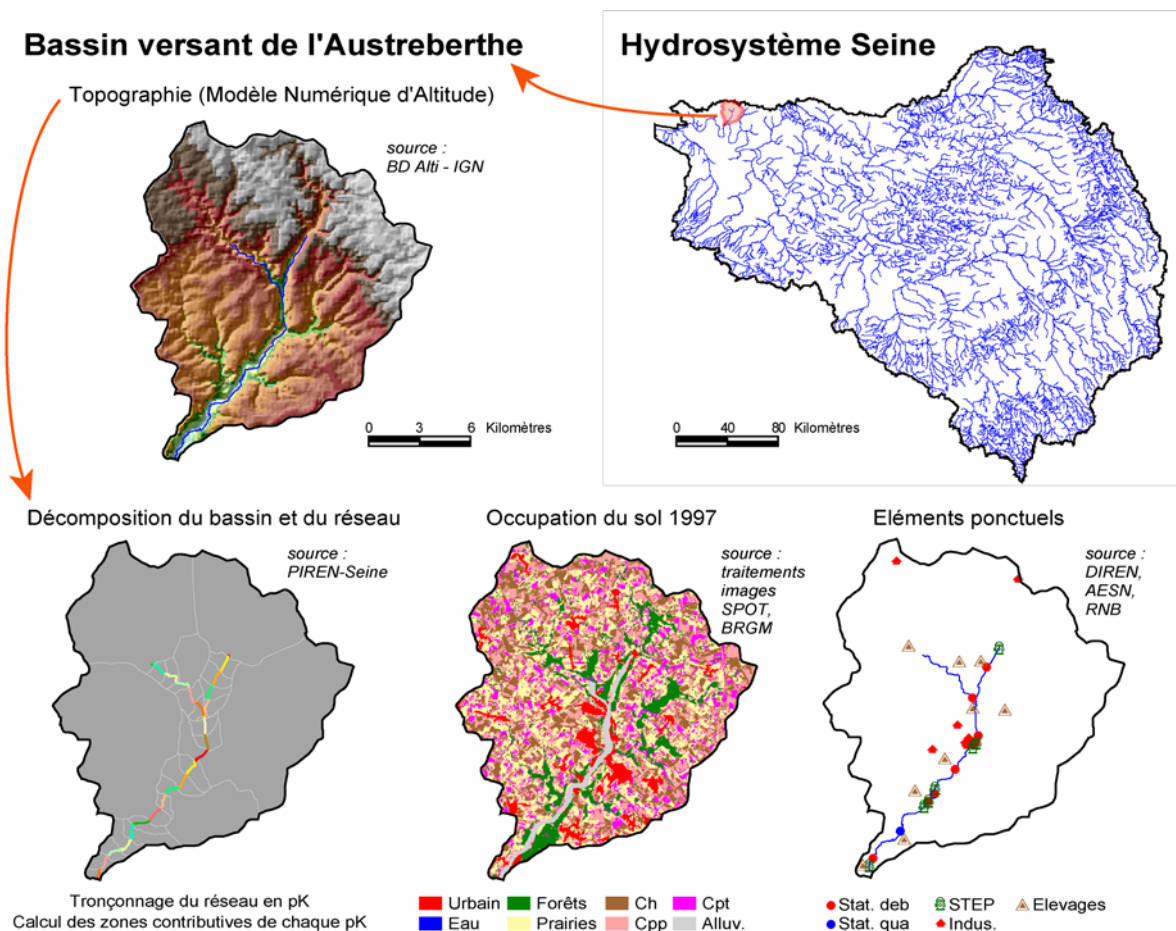 Bassin versant de l'Austreberthe
Hydrosystème Seine
Topographie (Modèle Numérique d'Altitude)
source :
BD Alti - IGN
0 3 6 Kilomètres
0 40 80 Kilomètres
Décomposition du bassin et du réseau
source :
PIREN-Seine
Tronçonnage du réseau en pK
Calcul des zones contributives de chaque pK
Occupation du sol 1997
source :
traitements
images
SPOT,
BRGM
Urbain Forêts Ch Cpt
Eau Prairies Cpp Alluv.
Eléments ponctuels
source :
DIREN,
AESN,
RNB
Stat. deb STEP Elevages
Stat. qua Indus.